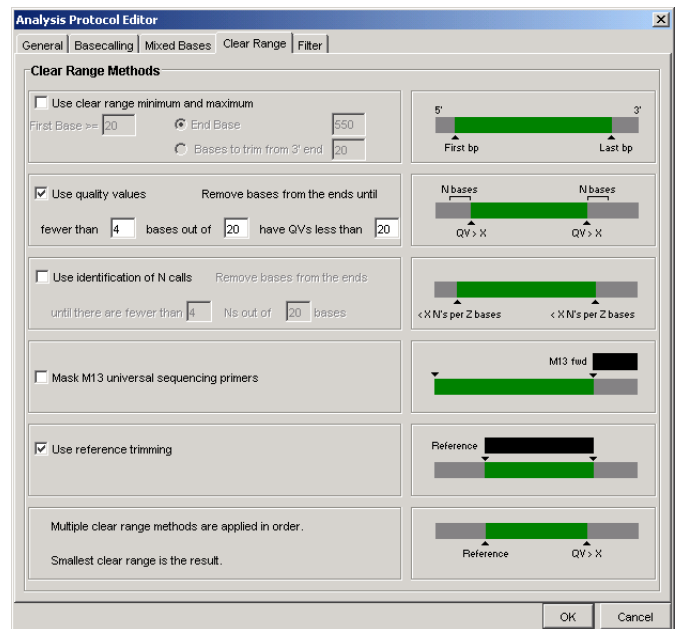 Analysis Protocol Editor
General Basecalling Mixed Bases Clear Range Filter
Clear Range Methods
Use clear range minimum and maximum
First Base >= 20 End Base 550
Bases to trim from 3' end 20
5' 3'
First bp Last bp
Use quality values Remove bases from the ends until
fewer than 4 bases out of 20 have QVs less than 20
N bases N bases
QV > X QV > X
Use identification of N calls Remove bases from the ends
until there are fewer than 4 Ns out of 20 bases
< X N's per Z bases < X N's per Z bases
Mask M13 universal sequencing primers
M13 fwd
Use reference trimming
Reference
Multiple clear range methods are applied in order.
Smallest clear range is the result.
Reference QV > X
OK Cancel